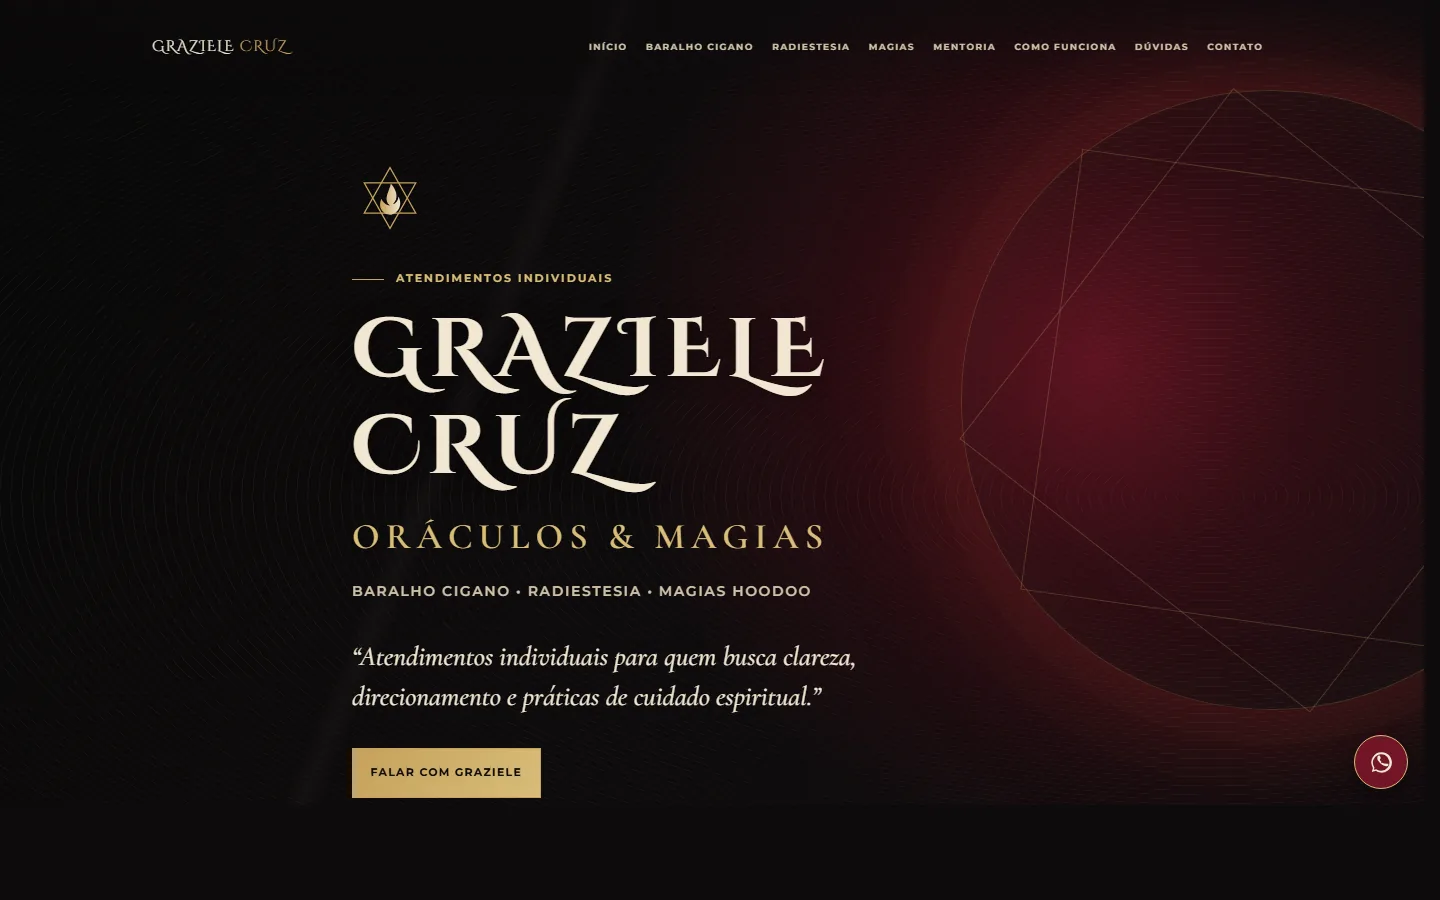 GRAZIELE CRUZ
INÍCIO BARALHO CIGANO RADIESTESIA MAGIAS MENTORIA COMO FUNCIONA DÚVIDAS CONTATO
ATENDIMENTOS INDIVIDUAIS
GRAZIELE
CRUZ
ORÁCULOS & MAGIAS
BARALHO CIGANO • RADIESTESIA • MAGIAS HOODOO
“Atendimentos individuais para quem busca clareza,
direcionamento e práticas de cuidado espiritual.”
FALAR COM GRAZIELE